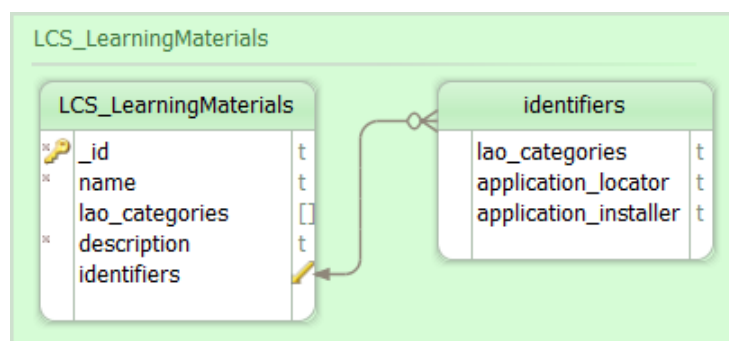 LCS_LearningMaterials
LCS_LearningMaterials
_id t
name t
lao_categories []
description t
identifiers
identifiers
lao_categories t
application_locator t
application_installer t